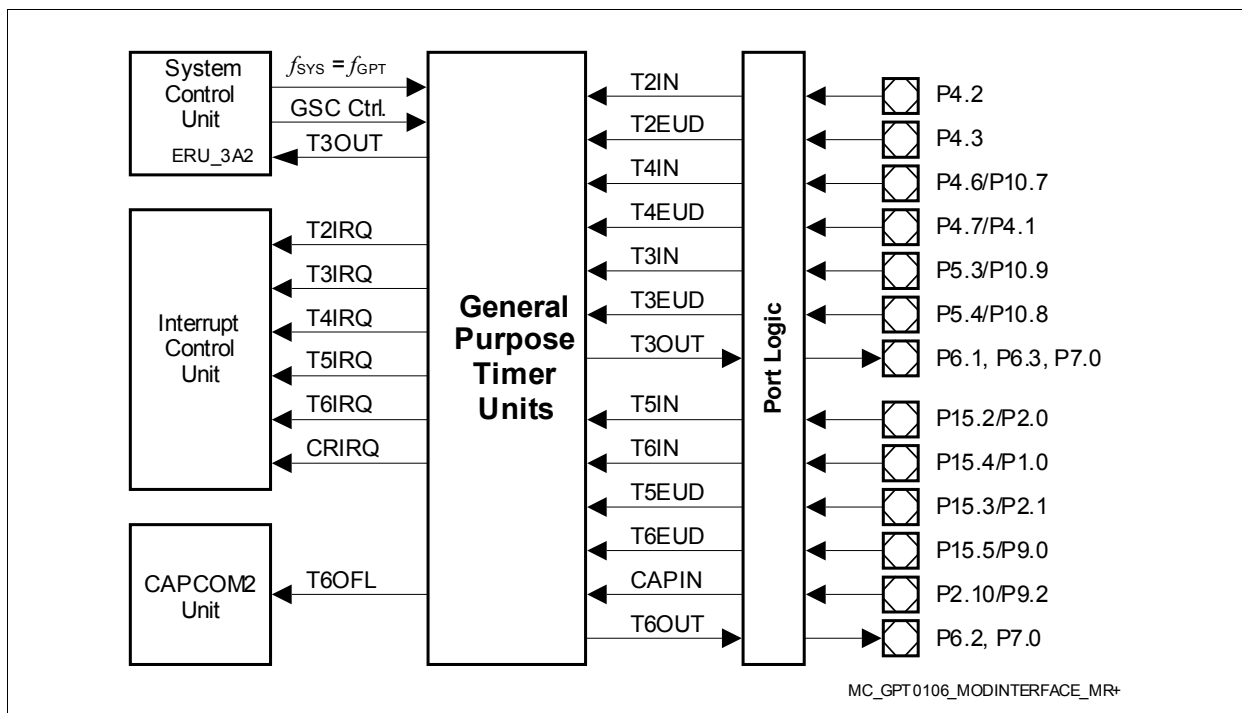 System
Control
Unit
ERU_3A2
fSYS = fGPT
GSC Ctrl.
T3OUT
Interrupt
Control
Unit
T2IRQ
T3IRQ
T4IRQ
T5IRQ
T6IRQ
CRIRQ
CAPCOM2
Unit
T6OFL
General
Purpose
Timer
Units
T2IN
T2EUD
T4IN
T4EUD
T3IN
T3EUD
T3OUT
T5IN
T6IN
T5EUD
T6EUD
CAPIN
T6OUT
Port Logic
P4.2
P4.3
P4.6/P10.7
P4.7/P4.1
P5.3/P10.9
P5.4/P10.8
P6.1, P6.3, P7.0
P15.2/P2.0
P15.4/P1.0
P15.3/P2.1
P15.5/P9.0
P2.10/P9.2
P6.2, P7.0
MC_GPT0106_MODINTERFACE_MR+